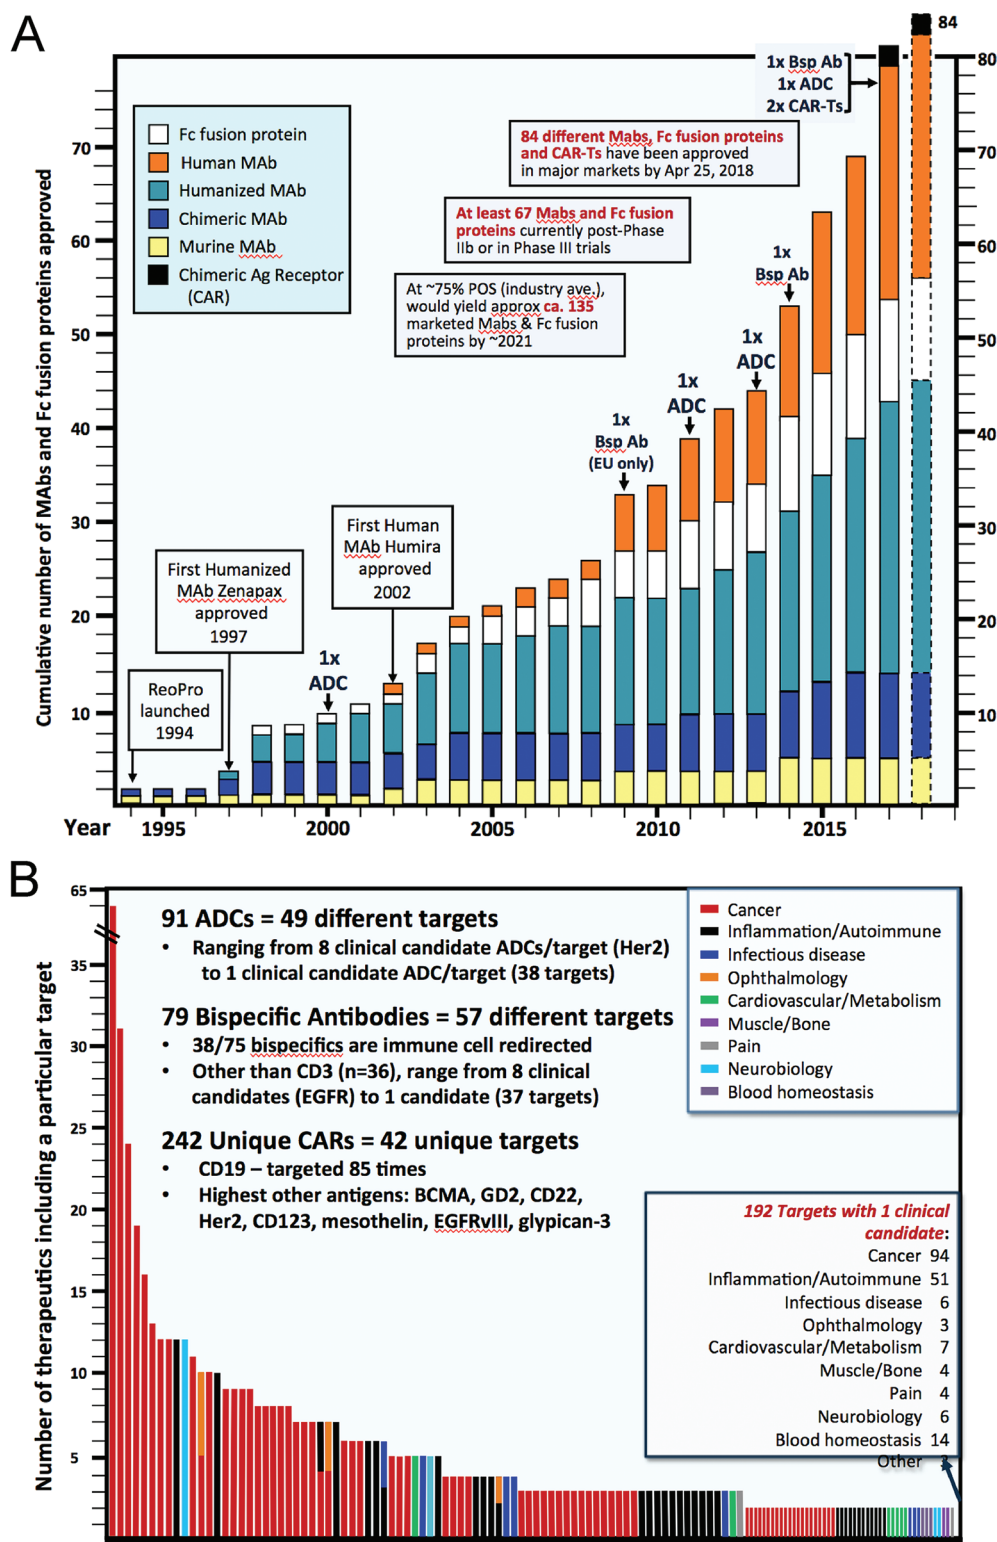 A
84
80
1x Bsp Ab
1x ADC
2x CAR-Ts
Fc fusion protein
Human MAb
Humanized MAb
Chimeric MAb
Murine MAb
Chimeric Ag Receptor
(CAR)
84 different Mabs, Fc fusion proteins
and CAR-Ts have been approved
in major markets by Apr 25, 2018
At least 67 Mabs and Fc fusion
proteins currently post-Phase
IIb or in Phase III trials
At ~75% POS (industry ave.),
would yield approx ca. 135
marketed Mabs & Fc fusion
proteins by ~2021
Cumulative number of MAbs and Fc fusion proteins approved
70
60
50
40
30
20
10
70
60
50
40
30
20
10
1x
Bsp Ab
1x
ADC
1x
ADC
1x
Bsp Ab
(EU only)
First Human
MAb Humira
approved
2002
First Humanized
MAb Zenapax
approved
1997
1x
ADC
ReoPro
launched
1994
Year 1995 2000 2005 2010 2015
B
Number of therapeutics including a particular target
65
35
30
25
20
15
10
5
91 ADCs = 49 different targets
• Ranging from 8 clinical candidate ADCs/target (Her2)
to 1 clinical candidate ADC/target (38 targets)
79 Bispecific Antibodies = 57 different targets
• 38/75 bispecifics are immune cell redirected
• Other than CD3 (n=36), range from 8 clinical
candidates (EGFR) to 1 candidate (37 targets)
242 Unique CARs = 42 unique targets
• CD19 – targeted 85 times
• Highest other antigens: BCMA, GD2, CD22,
Her2, CD123, mesothelin, EGFRvIII, glypican-3
Cancer
Inflammation/Autoimmune
Infectious disease
Ophthalmology
Cardiovascular/Metabolism
Muscle/Bone
Pain
Neurobiology
Blood homeostasis
192 Targets with 1 clinical
candidate:
Cancer 94
Inflammation/Autoimmune 51
Infectious disease 6
Ophthalmology 3
Cardiovascular/Metabolism 7
Muscle/Bone 4
Pain 4
Neurobiology 6
Blood homeostasis 14
Other